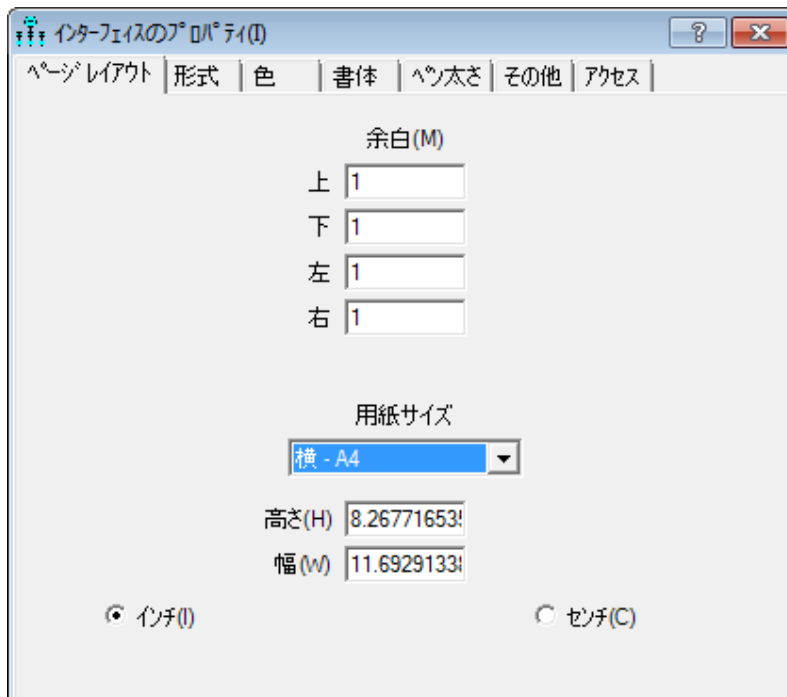 インターフェイスのプロパティ(I)
ページレイアウト 形式 色 書体 ペン太さ その他 アクセス
余白(M)
上 1
下 1
左 1
右 1
用紙サイズ
横 - A4
高さ(H) 8.267716535
幅(W) 11.69291338
インチ(I) センチ(C)